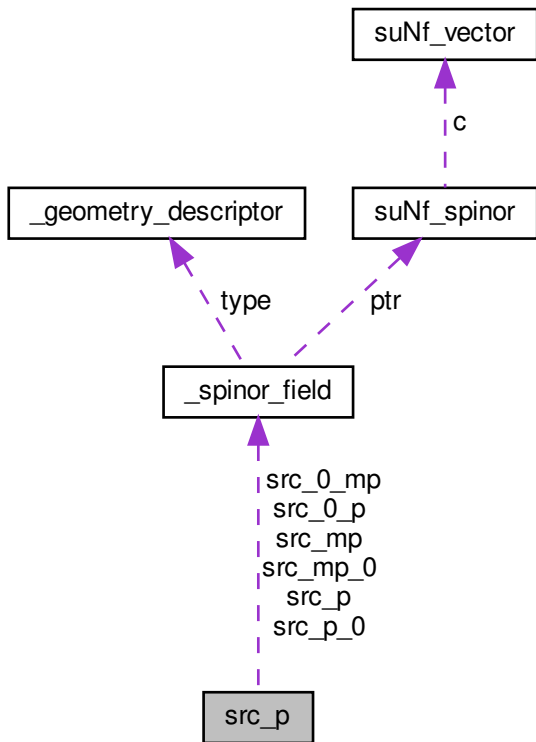 suNf_vector
c
_geometry_descriptor
suNf_spinor
type
ptr
_spinor_field
src_0_mp
src_0_p
src_mp
src_mp_0
src_p
src_p_0
src_p